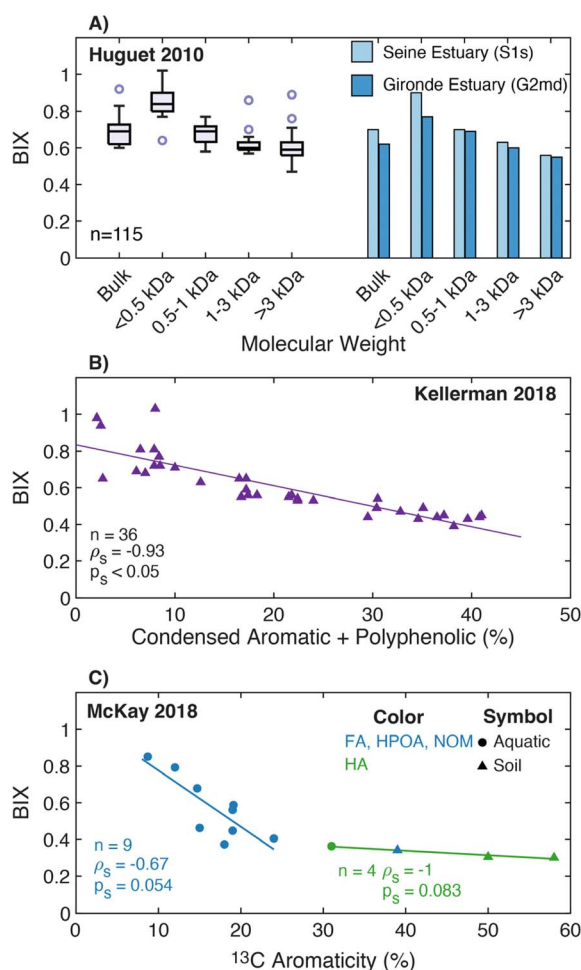 A)
Huguet 2010
Seine Estuary (S1s)
Gironde Estuary (G2md)
1
0.8
0.6
0.4
0.2
0
BIX
n=115
Bulk
<0.5 kDa
0.5-1 kDa
1-3 kDa
>3 kDa
Bulk
<0.5 kDa
0.5-1 kDa
1-3 kDa
>3 kDa
Molecular Weight
B)
Kellerman 2018
1
0.8
0.6
0.4
0.2
0
BIX
n = 36
ρs = -0.93
ps < 0.05
0 10 20 30 40 50
Condensed Aromatic + Polyphenolic (%)
C)
McKay 2018
Color Symbol
FA, HPOA, NOM Aquatic
HA Soil
1
0.8
0.6
0.4
0.2
0
BIX
n = 9
ρs = -0.67
ps = 0.054
n = 4 ρs = -1
ps = 0.083
0 10 20 30 40 50 60
13C Aromaticity (%)